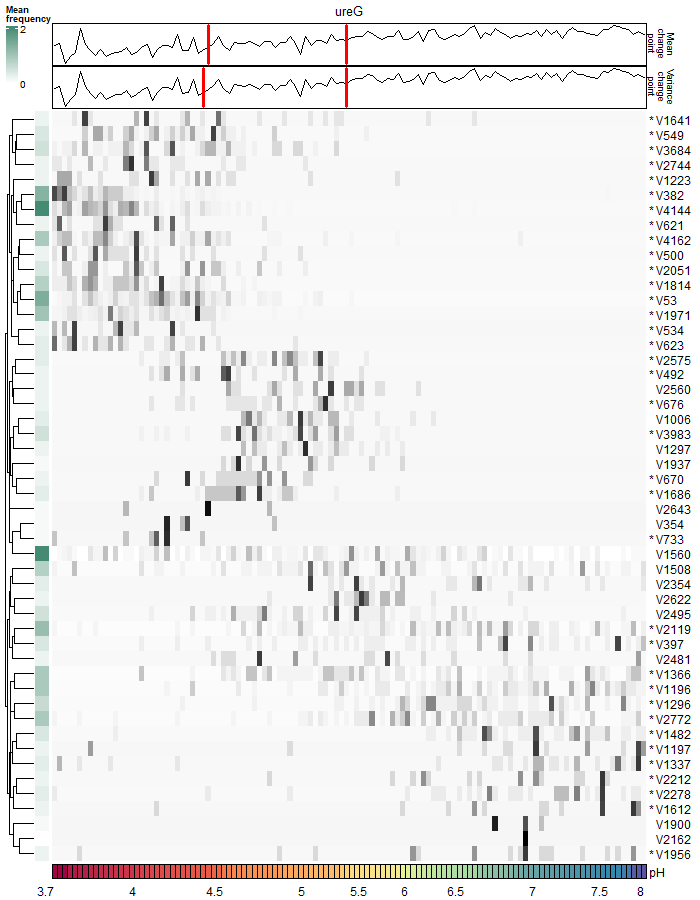 Mean
frequency
2
0
ureG
Mean
change
point
Variance
change
point
* V1641
* V549
* V3684
* V2744
* V1223
* V382
* V4144
* V621
* V4162
* V500
* V2051
* V1814
* V53
* V1971
* V534
* V623
* V2575
* V492
V2560
* V676
V1006
* V3983
V1297
V1937
* V670
* V1686
V2643
V354
* V733
V1560
V1508
V2354
V2622
V2495
* V2119
* V397
V2481
* V1366
* V1196
* V1296
* V2772
* V1482
* V1197
* V1337
* V2212
* V2278
* V1612
V1900
V2162
* V1956
pH
3.7 4 4.5 5 5.5 6 6.5 7 7.5 8